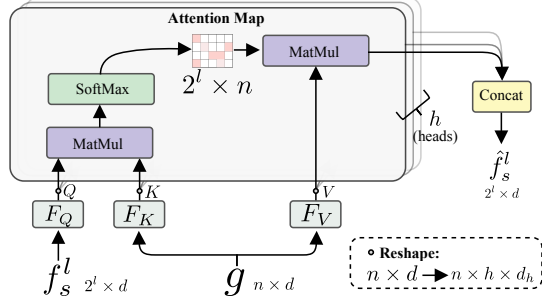 Attention Map
MatMul
2^l × n
SoftMax
Concat
MatMul
h
(heads)
f̂_s^l
2^l × d
Q
K
V
F_Q
F_K
F_V
Reshape:
n × d → n × h × d_h
f_s^l 2^l × d
g n × d